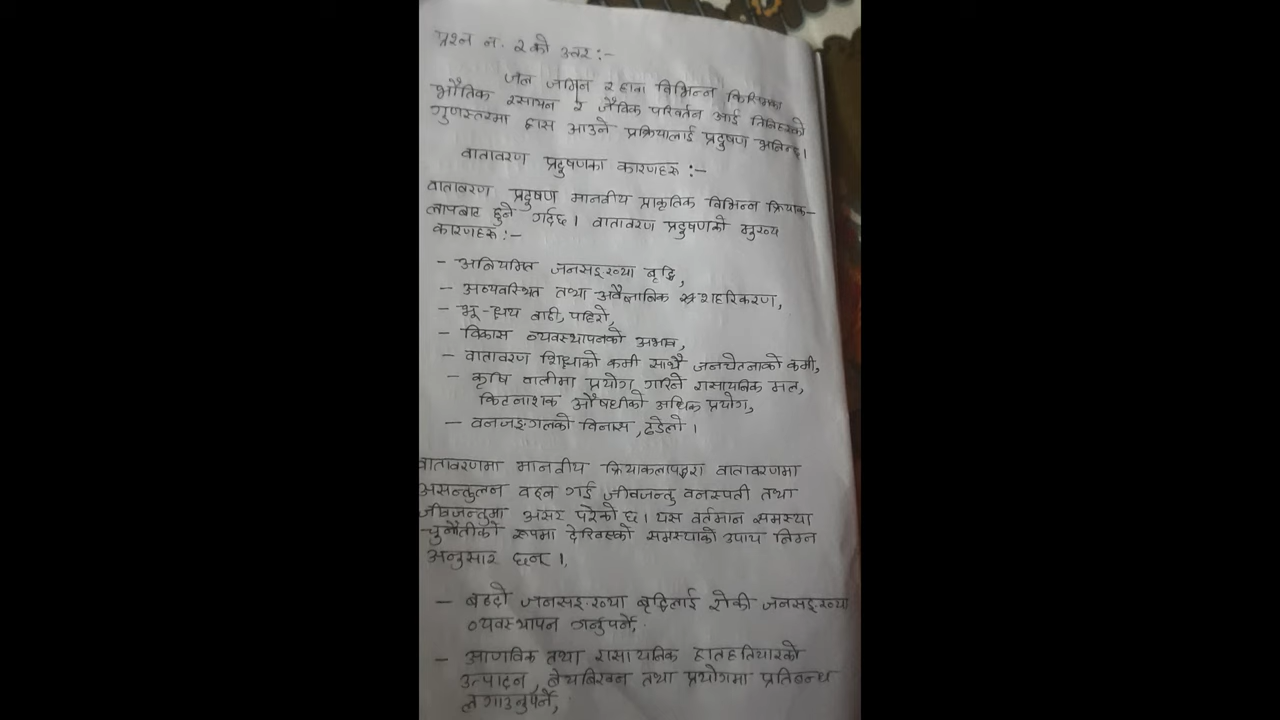 प्रश्न न. २ को उत्तर :-
जल जमिन र हावा विभिन्न किसिमका
भौतिक रसायन र जैविक परिवर्तन आई तिनिहरुको
गुणस्तरमा ह्रास आउने प्रक्रियालाई प्रदुषण भनिन्छ।
वातावरण प्रदुषणका कारणहरु :-
वातावरण प्रदुषण मानवीय प्राकृतिक विभिन्न क्रियाक-
लापबाट हुने गर्दछ। वातावरण प्रदुषणको मुख्य
कारणहरु :-
- अनियमित जनसङ्ख्या बृद्धि,
- अव्यवस्थित तथा अवैज्ञानिक शहरिकरण,
- भू-क्षय बाढी, पहिरो,
- विकास व्यवस्थापनको अभाव,
- वातावरण शिक्षाको कमी साथै जनचेतनाको कमी,
- कृषि वालीमा प्रयोग गरिने रासायनिक मल,
किटनाशक औषधीको अधिक प्रयोग,
- वनजङ्गलको विनास, डढेलो।
वातावरणमा मानवीय क्रियाकलापद्वारा वातावरणमा
असन्तुलन बढ्न गई जीवजन्तु वनस्पती तथा
जीवजन्तुमा असर परेको छ। यस वर्तमान समस्या
चुनौतीको रूपमा देखिएको समस्याको उपाय निम्न
अनुसार छन्।
- बढ्दो जनसङ्ख्या बृद्धिलाई रोकी जनसङ्ख्या
व्यवस्थापन गर्नुपर्ने,
- आणविक तथा रासायनिक हातहतियारको
उत्पादन, बेचबिखन तथा प्रयोगमा प्रतिबन्ध
लगाउनुपर्ने,